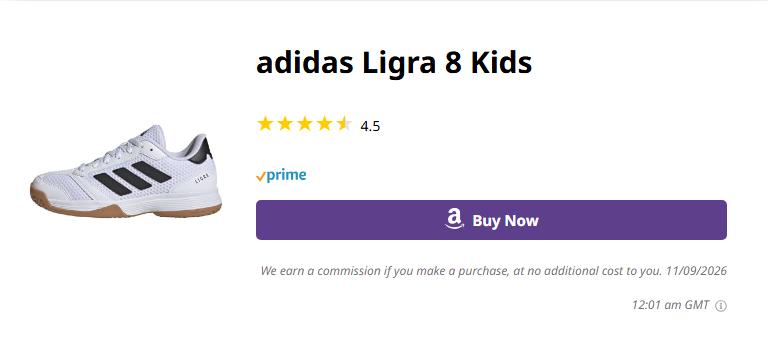 adidas Ligra 8 Kids
4.5
prime
Buy Now
We earn a commission if you make a purchase, at no additional cost to you. 11/09/2026
12:01 am GMT
LIGRA